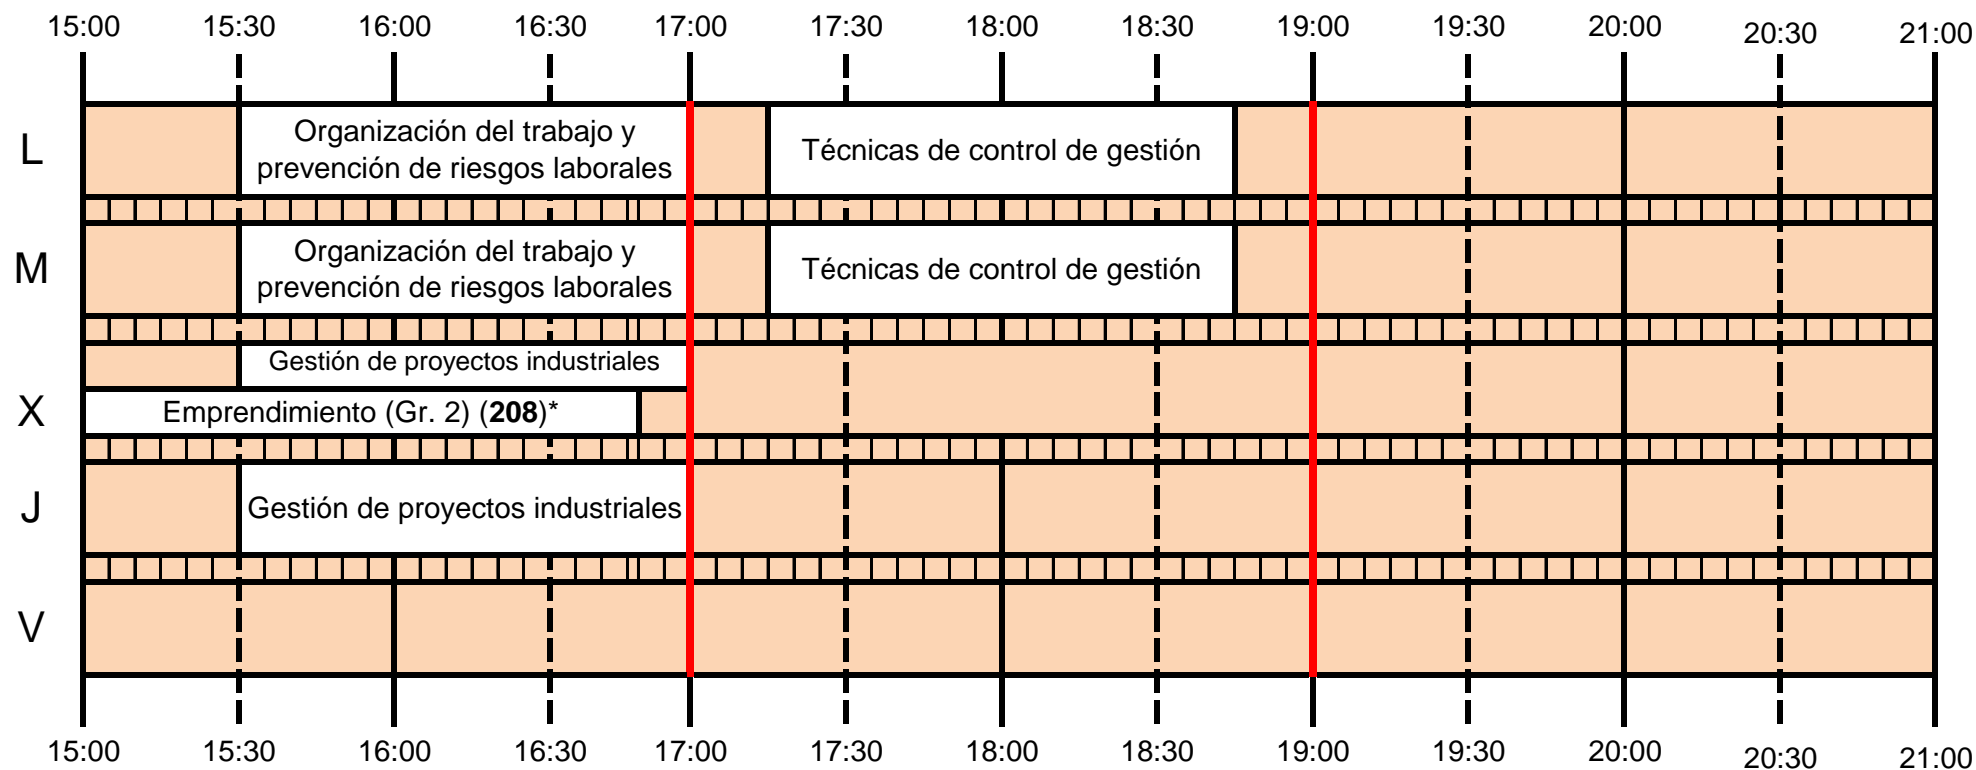 15:00 15:30 16:00 16:30 17:00 17:30 18:00 18:30 19:00 19:30 20:00 20:30 21:00
L
Organización del trabajo y
prevención de riesgos laborales
Técnicas de control de gestión
M
Organización del trabajo y
prevención de riesgos laborales
Técnicas de control de gestión
X
Gestión de proyectos industriales
Emprendimiento (Gr. 2) (208)*
J
Gestión de proyectos industriales
V
15:00 15:30 16:00 16:30 17:00 17:30 18:00 18:30 19:00 19:30 20:00 20:30 21:00